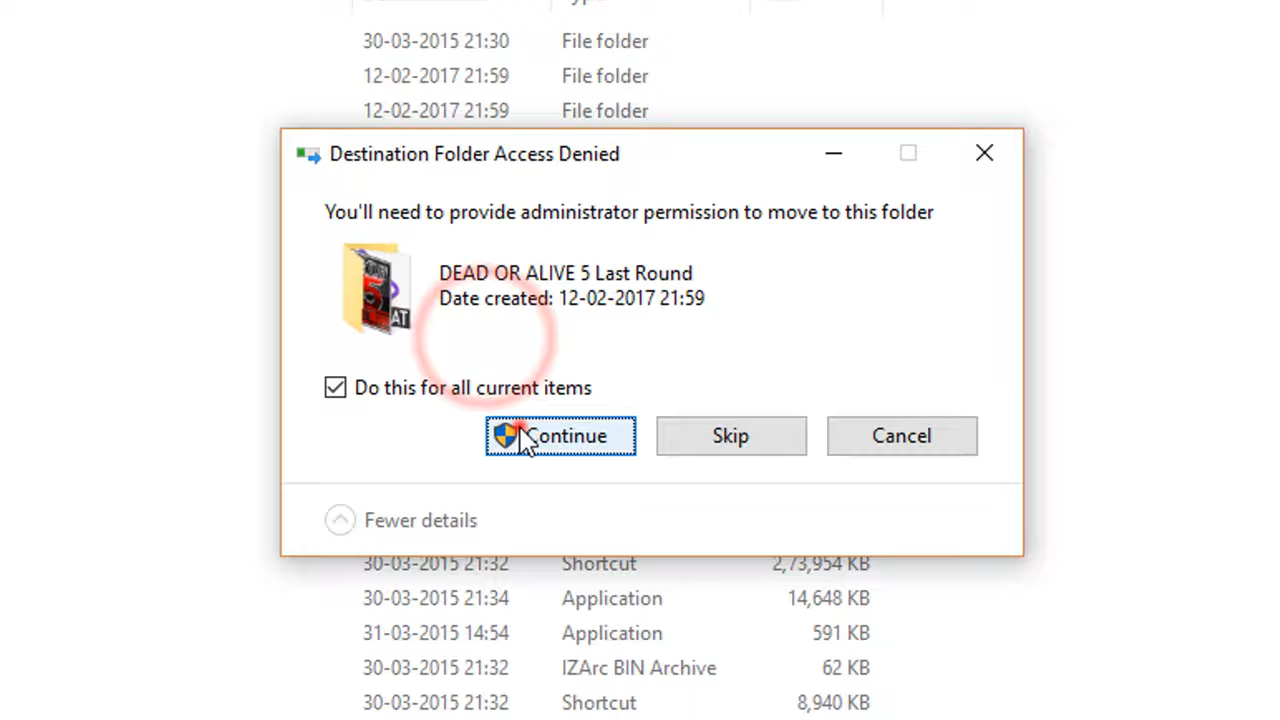 30-03-2015 21:30 File folder
12-02-2017 21:59 File folder
12-02-2017 21:59 File folder
Destination Folder Access Denied
You'll need to provide administrator permission to move to this folder
DEAD OR ALIVE 5 Last Round
Date created: 12-02-2017 21:59
Do this for all current items
Continue Skip Cancel
Fewer details
30-03-2015 21:32 Shortcut 2,73,954 KB
30-03-2015 21:34 Application 14,648 KB
31-03-2015 14:54 Application 591 KB
30-03-2015 21:32 IZArc BIN Archive 62 KB
30-03-2015 21:32 Shortcut 8,940 KB